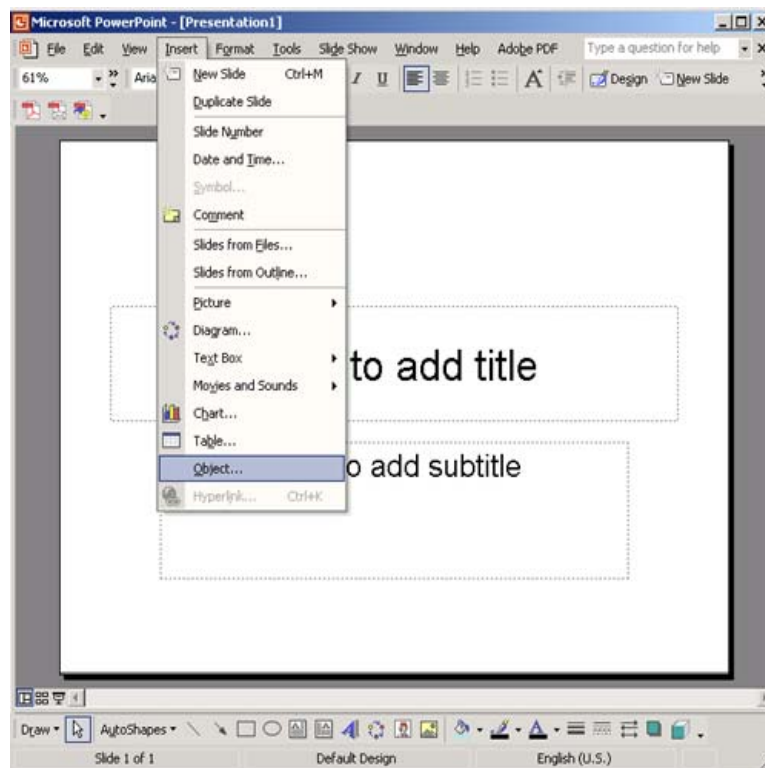 Microsoft PowerPoint - [Presentation1]
File Edit View Insert Format Tools Slide Show Window Help Adobe PDF Type a question for help
61% Aria I U A Design New Slide
New Slide Ctrl+M
Duplicate Slide
Slide Number
Date and Time...
Symbol...
Comment
Slides from Files...
Slides from Outline...
Picture
Diagram...
Text Box
to add title
Movies and Sounds
Chart...
Table...
Object...
o add subtitle
Hyperlink... Ctrl+K
Draw AutoShapes
Slide 1 of 1 Default Design English (U.S.)